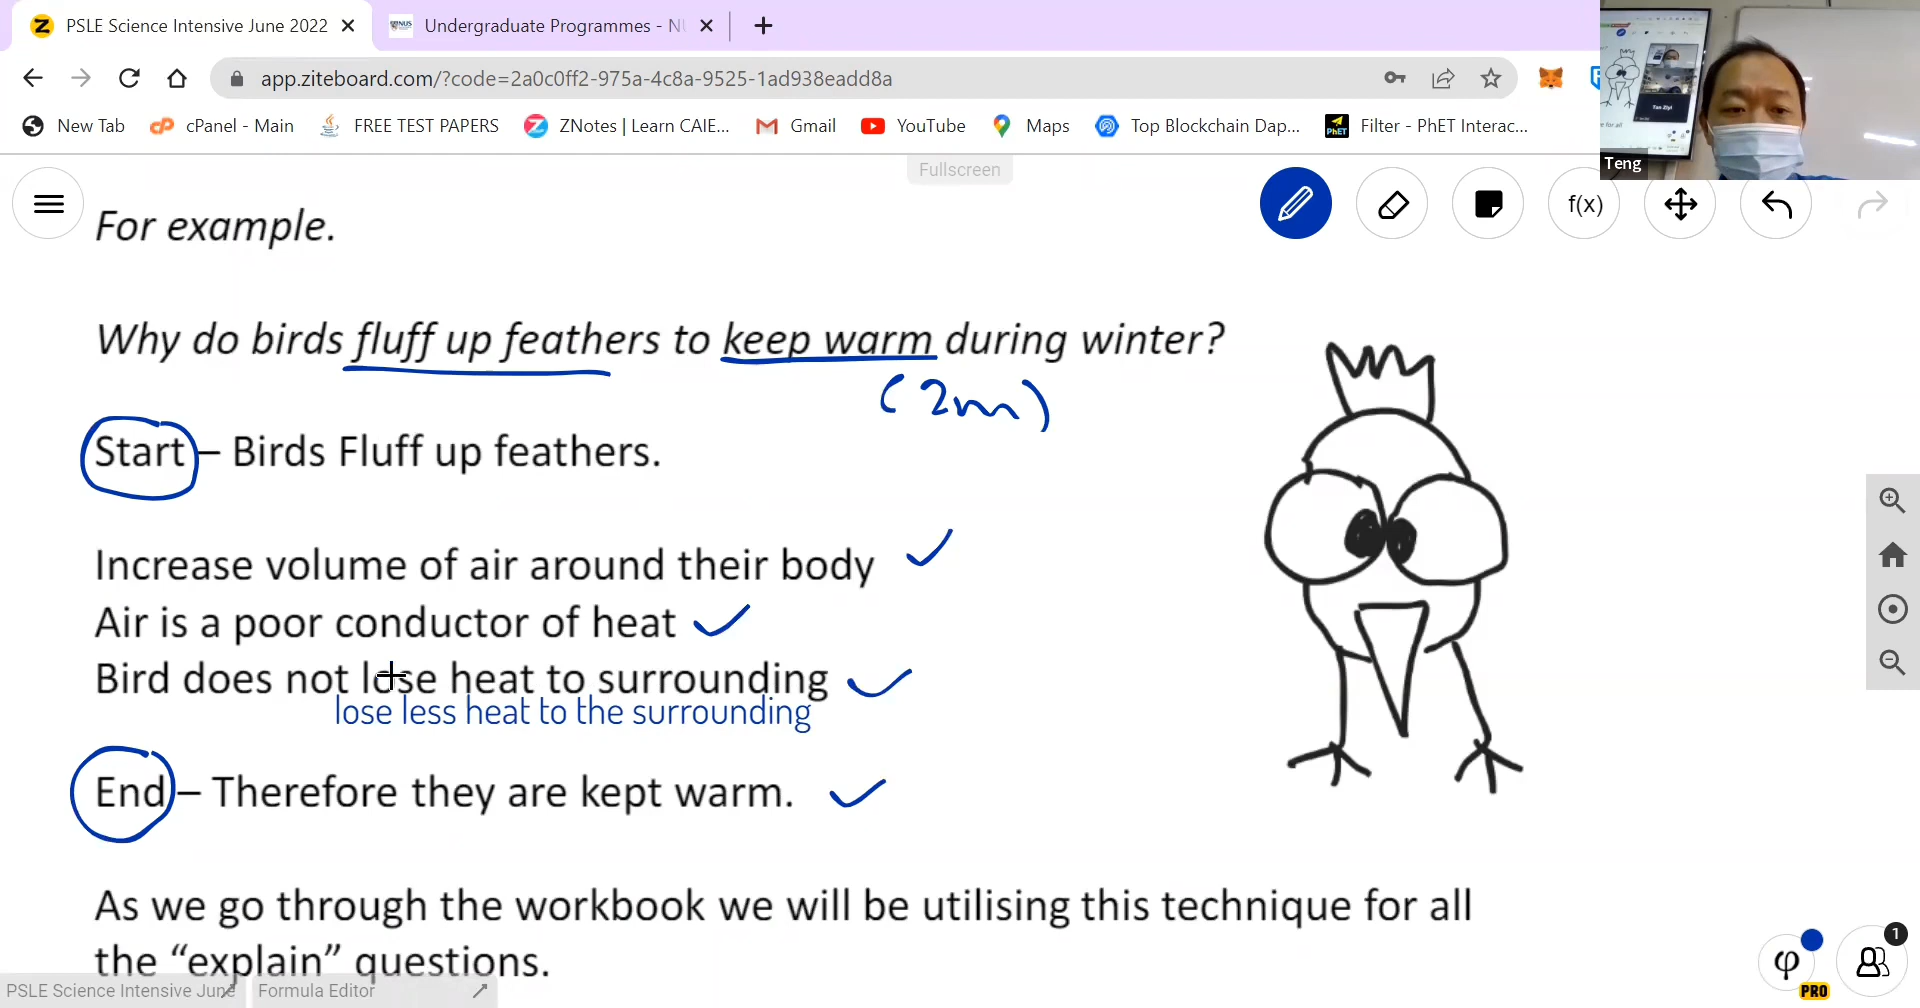 PSLE Science Intensive June 2022
Undergraduate Programmes - NU
app.ziteboard.com/?code=2a0c0ff2-975a-4c8a-9525-1ad938eadd8a
New Tab
cPanel - Main
FREE TEST PAPERS
ZNotes | Learn CAIE...
Gmail
YouTube
Maps
Top Blockchain Dap...
Filter - PhET Interac...
Teng
Fullscreen
f(x)
For example.
Why do birds fluff up feathers to keep warm during winter?
(2m)
Start – Birds Fluff up feathers.
Increase volume of air around their body
Air is a poor conductor of heat
Bird does not lose heat to surrounding
lose less heat to the surrounding
End – Therefore they are kept warm.
As we go through the workbook we will be utilising this technique for all
the “explain” questions.
PSLE Science Intensive June
Formula Editor
φ
PRO
1